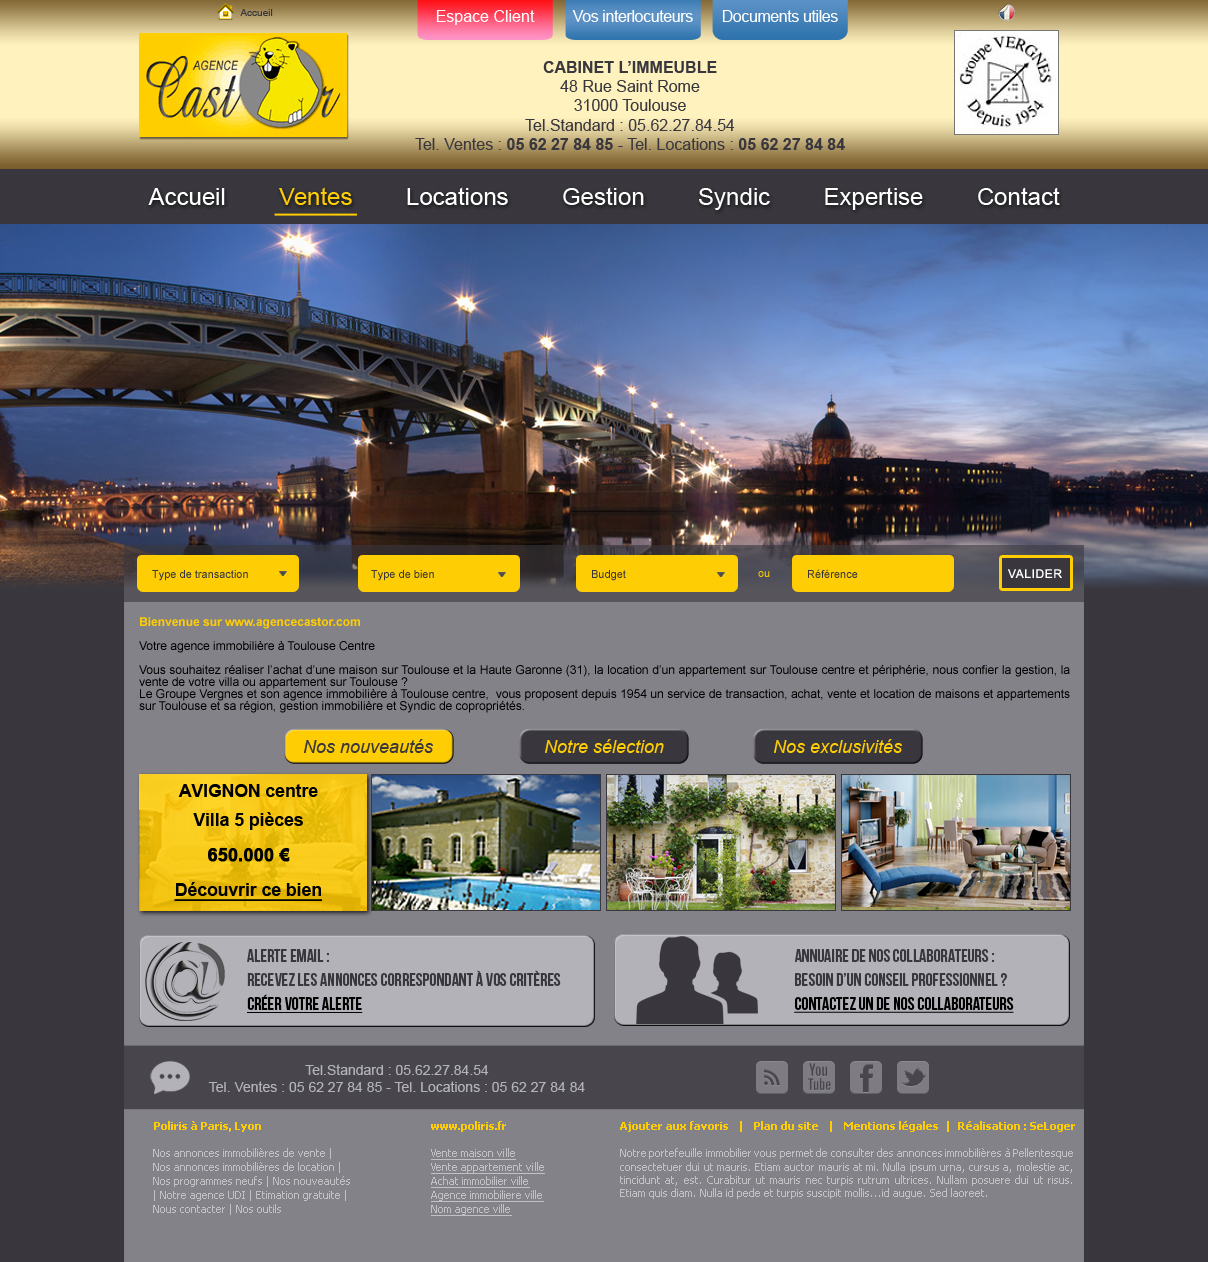 Accueil
Espace Client
Vos interlocuteurs
Documents utiles
AGENCE
Castor
CABINET L'IMMEUBLE
48 Rue Saint Rome
31000 Toulouse
Tel.Standard : 05.62.27.84.54
Tel. Ventes : 05 62 27 84 85 - Tel. Locations : 05 62 27 84 84
Groupe VERGNES
Depuis 1954
Accueil
Ventes
Locations
Gestion
Syndic
Expertise
Contact
Type de transaction
Type de bien
Budget
ou
Référence
VALIDER
Bienvenue sur www.agencecastor.com
Votre agence immobilière à Toulouse Centre
Vous souhaitez réaliser l'achat d'une maison sur Toulouse et la Haute Garonne (31), la location d'un appartement sur Toulouse centre et périphérie, nous confier la gestion, la
vente de votre villa ou appartement sur Toulouse ?
Le Groupe Vergnes et son agence immobilière à Toulouse centre, vous proposent depuis 1954 un service de transaction, achat, vente et location de maisons et appartements
sur Toulouse et sa région, gestion immobilière et Syndic de copropriétés.
Nos nouveautés
Notre sélection
Nos exclusivités
AVIGNON centre
Villa 5 pièces
650.000 €
Découvrir ce bien
ALERTE EMAIL :
RECEVEZ LES ANNONCES CORRESPONDANT À VOS CRITÈRES
CRÉER VOTRE ALERTE
ANNUAIRE DE NOS COLLABORATEURS :
BESOIN D'UN CONSEIL PROFESSIONNEL ?
CONTACTEZ UN DE NOS COLLABORATEURS
Tel.Standard : 05.62.27.84.54
Tel. Ventes : 05 62 27 84 85 - Tel. Locations : 05 62 27 84 84
You
Tube
Poliris à Paris, Lyon
Nos annonces immobilières de vente |
Nos annonces immobilières de location |
Nos programmes neufs | Nos nouveautés
| Notre agence UDI | Etimation gratuite |
Nous contacter | Nos outils
www.poliris.fr
Vente maison ville
Vente appartement ville
Achat immobilier ville
Agence immobiliere ville
Nom agence ville
Ajouter aux favoris | Plan du site | Mentions légales | Réalisation : SeLoger
Notre portefeuille immobilier vous permet de consulter des annonces immobilières à Pellentesque
consectetuer dui ut mauris. Etiam auctor mauris at mi. Nulla ipsum urna, cursus a, molestie ac,
tincidunt at, est. Curabitur ut mauris nec turpis rutrum ultrices. Nullam posuere dui ut risus.
Etiam quis diam. Nulla id pede et turpis suscipit mollis...id augue. Sed laoreet.